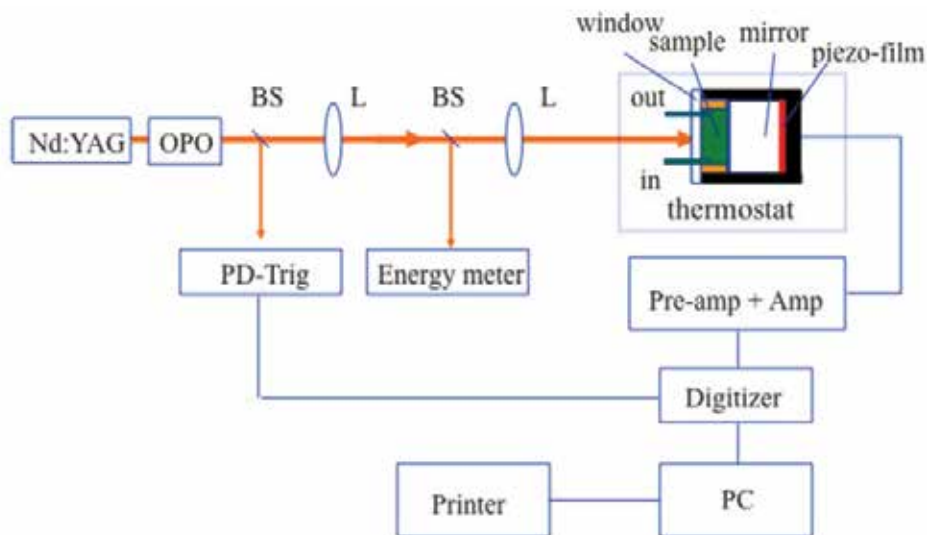 window
sample
mirror
piezo-film
BS
L
BS
L
out
Nd:YAG
OPO
in
thermostat
PD-Trig
Energy meter
Pre-amp + Amp
Digitizer
Printer
PC